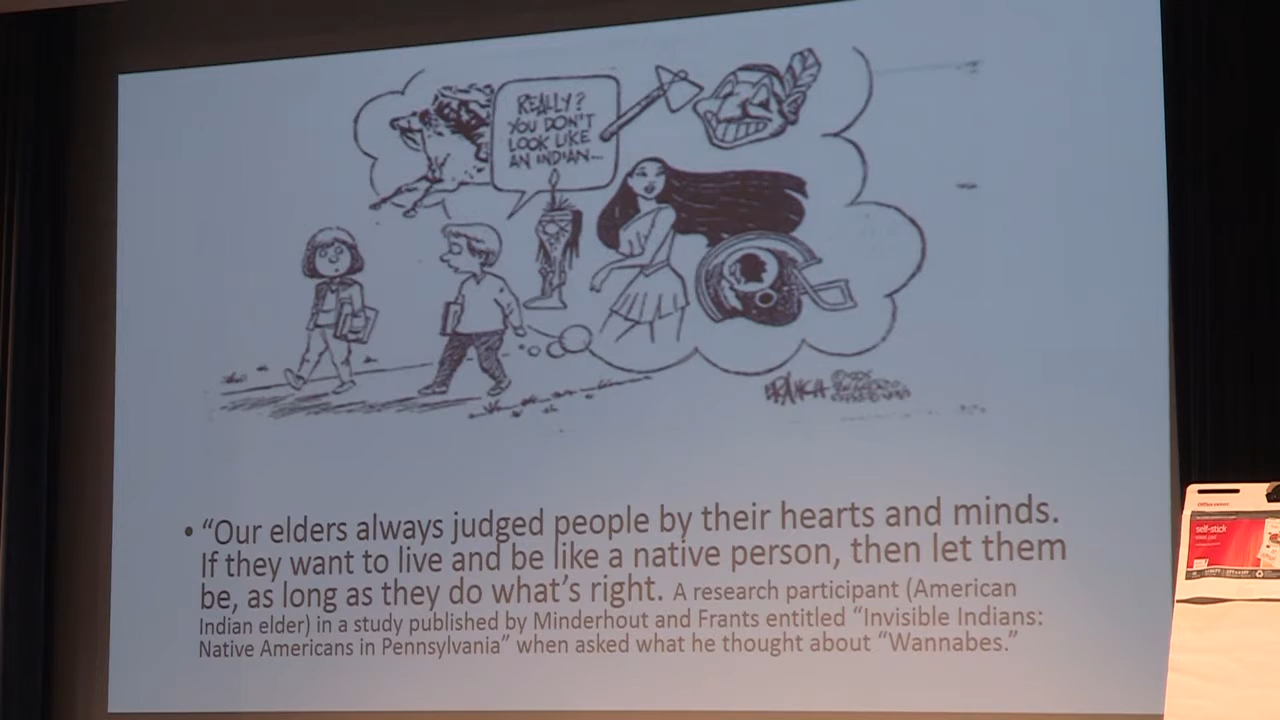 REALLY?
YOU DON'T
LOOK LIKE
AN INDIAN...
• “Our elders always judged people by their hearts and minds.
If they want to live and be like a native person, then let them
be, as long as they do what’s right. A research participant (American
Indian elder) in a study published by Minderhout and Frants entitled “Invisible Indians:
Native Americans in Pennsylvania” when asked what he thought about “Wannabes.”
self-stick